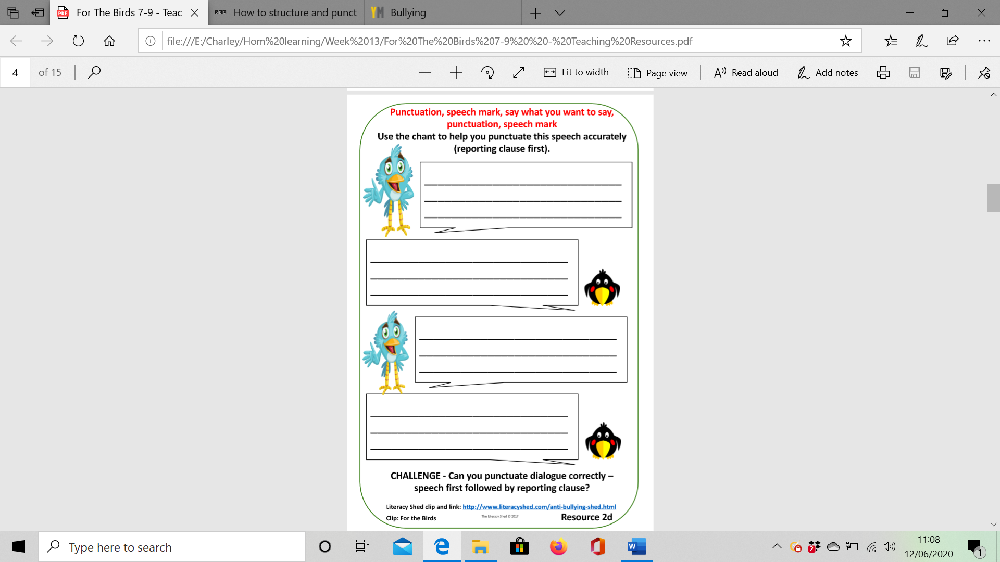 For The Birds 7-9 - Teac
BBC How to structure and punct
YM Bullying
file:///E:/Charley/Hom%20learning/Week%2013/For%20The%20Birds%207-9%20%20-%20Teaching%20Resources.pdf
4 of 15
Fit to width
Page view
Read aloud
Add notes
Punctuation, speech mark, say what you want to say,
punctuation, speech mark
Use the chant to help you punctuate this speech accurately
(reporting clause first).
CHALLENGE - Can you punctuate dialogue correctly –
speech first followed by reporting clause?
Literacy Shed clip and link: http://www.literacyshed.com/anti-bullying-shed.html
Clip: For the Birds
The Literacy Shed © 2017
Resource 2d
Type here to search
11:08
12/06/2020